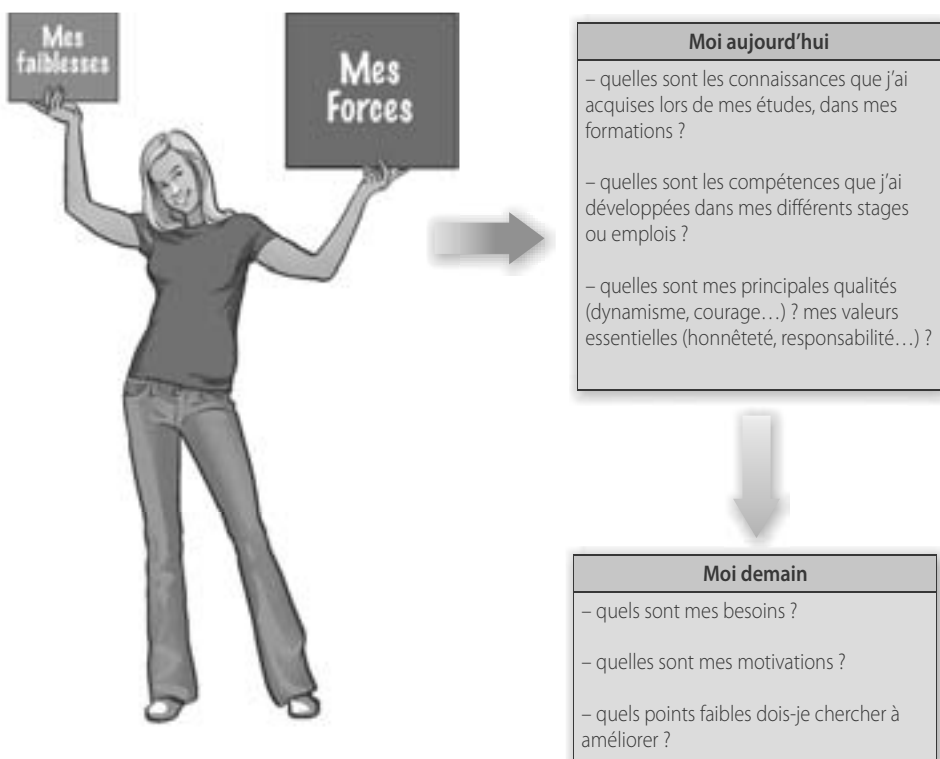 Mes
faiblesses
Mes
Forces
Moi aujourd'hui
– quelles sont les connaissances que j'ai
acquises lors de mes études, dans mes
formations ?
– quelles sont les compétences que j'ai
développées dans mes différents stages
ou emplois ?
– quelles sont mes principales qualités
(dynamisme, courage…) ? mes valeurs
essentielles (honnêteté, responsabilité…) ?
Moi demain
– quels sont mes besoins ?
– quelles sont mes motivations ?
– quels points faibles dois-je chercher à
améliorer ?